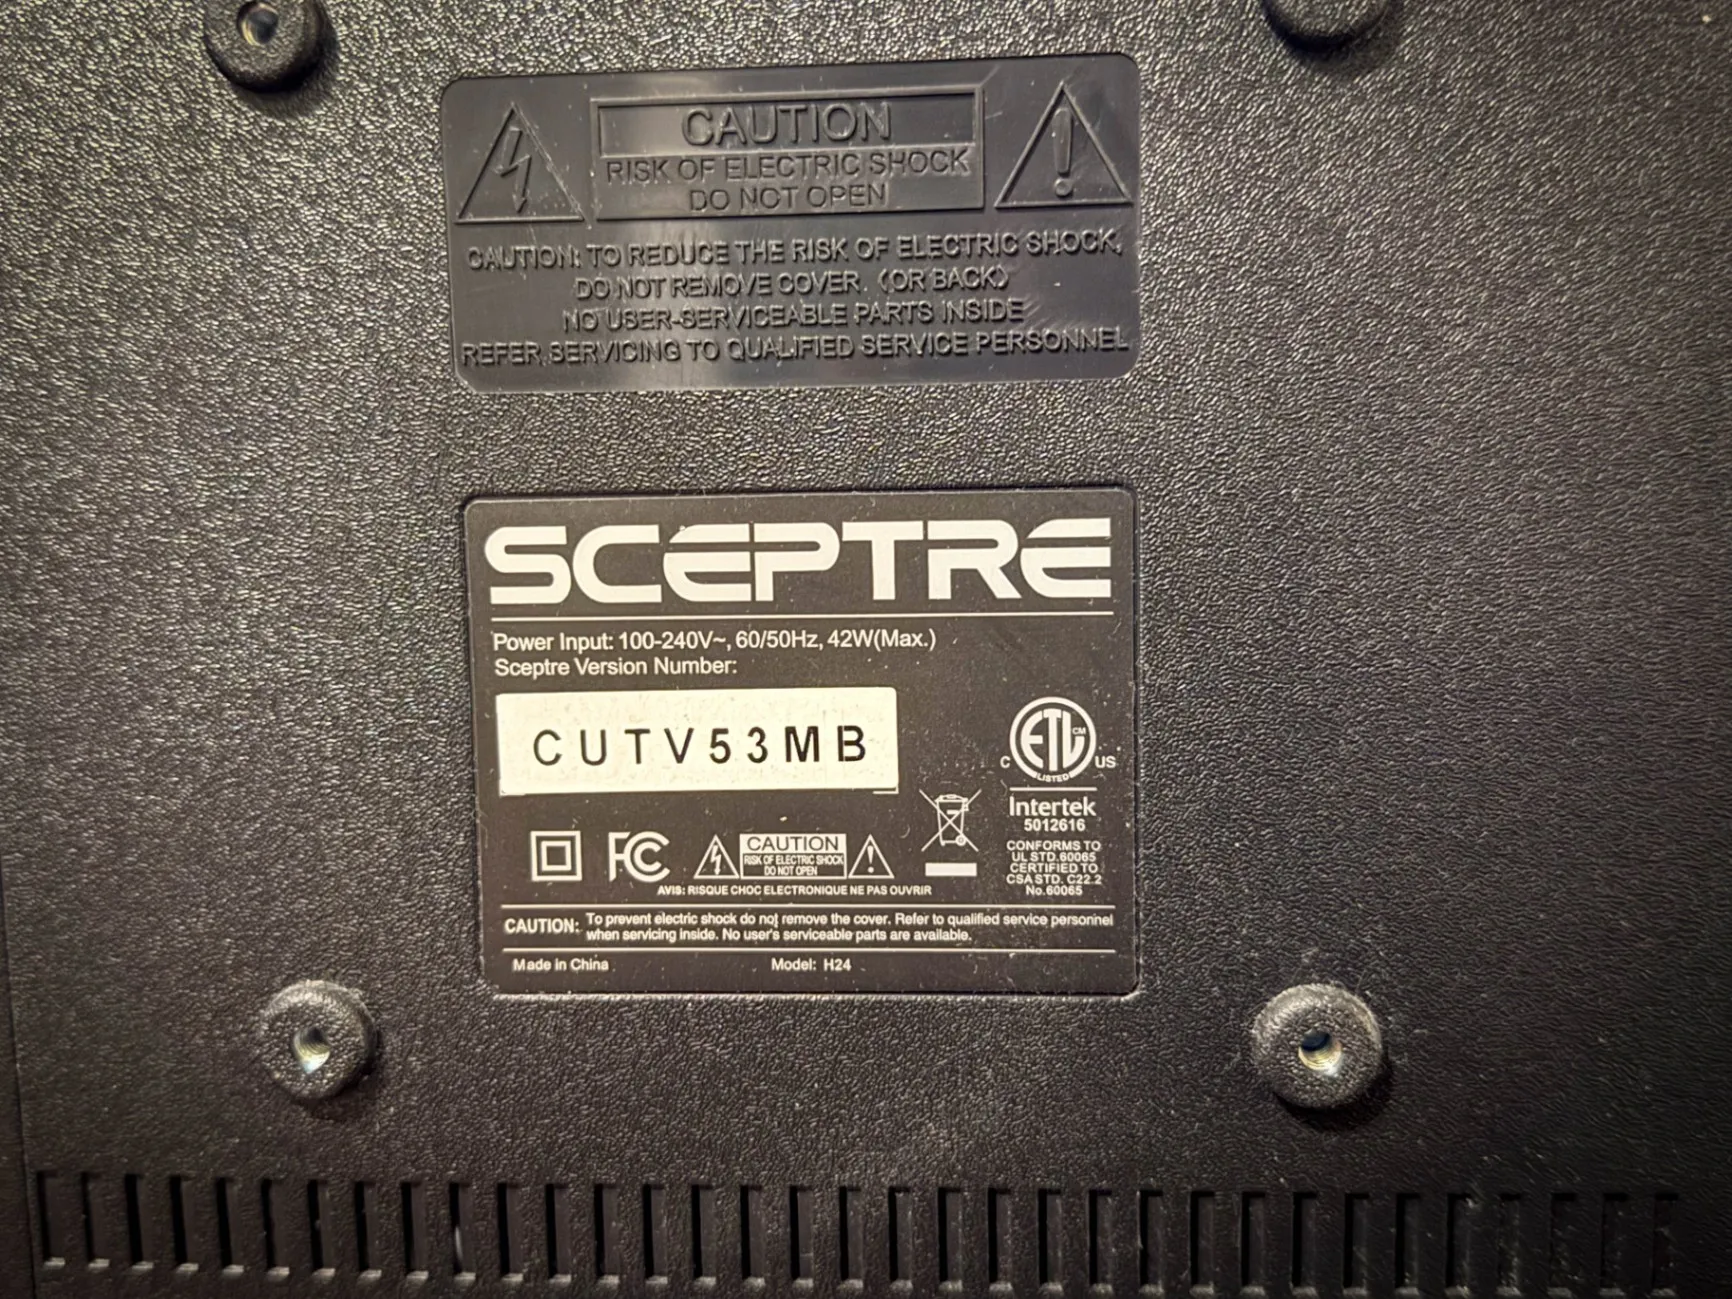 CAUTION
RISK OF ELECTRIC SHOCK
DO NOT OPEN
CAUTION: TO REDUCE THE RISK OF ELECTRIC SHOCK,
DO NOT REMOVE COVER. (OR BACK)
NO USER-SERVICEABLE PARTS INSIDE
REFER SERVICING TO QUALIFIED SERVICE PERSONNEL
SCEPTRE
Power Input: 100-240V~, 60/50Hz, 42W(Max.)
Sceptre Version Number:
CUTV53MB
ETL CM
C US
LISTED
Intertek
5012616
CONFORMS TO
UL STD.60065
CERTIFIED TO
CSA STD. C22.2
No.60065
FC
CAUTION
RISK OF ELECTRIC SHOCK
DO NOT OPEN
AVIS: RISQUE CHOC ELECTRONIQUE NE PAS OUVRIR
CAUTION: To prevent electric shock do not remove the cover. Refer to qualified service personnel
when servicing inside. No user's serviceable parts are available.
Made in China Model: H24